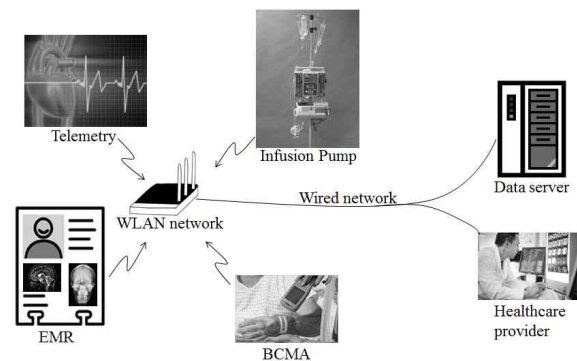 Telemetry
Infusion Pump
Data server
Wired network
WLAN network
EMR
BCMA
Healthcare
provider